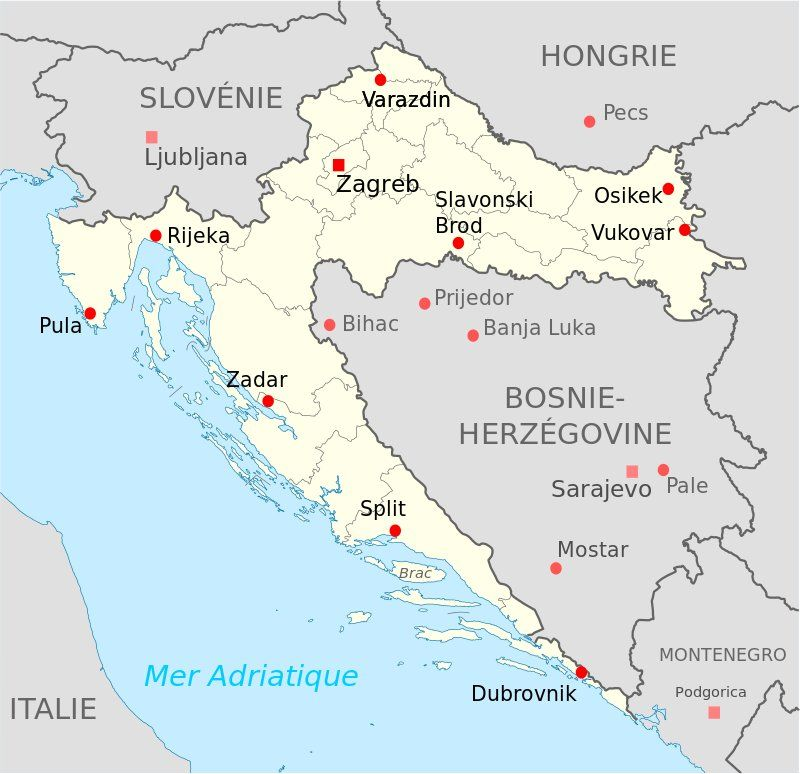 HONGRIE
SLOVÉNIE
Varazdin
Pecs
Ljubljana
Zagreb
Osikek
Slavonski
Brod
Vukovar
Rijeka
Prijedor
Pula
Bihac
Banja Luka
Zadar
BOSNIE-
HERZÉGOVINE
Sarajevo
Pale
Split
Mostar
Brac
MONTENEGRO
Mer Adriatique
Dubrovnik
Podgorica
ITALIE